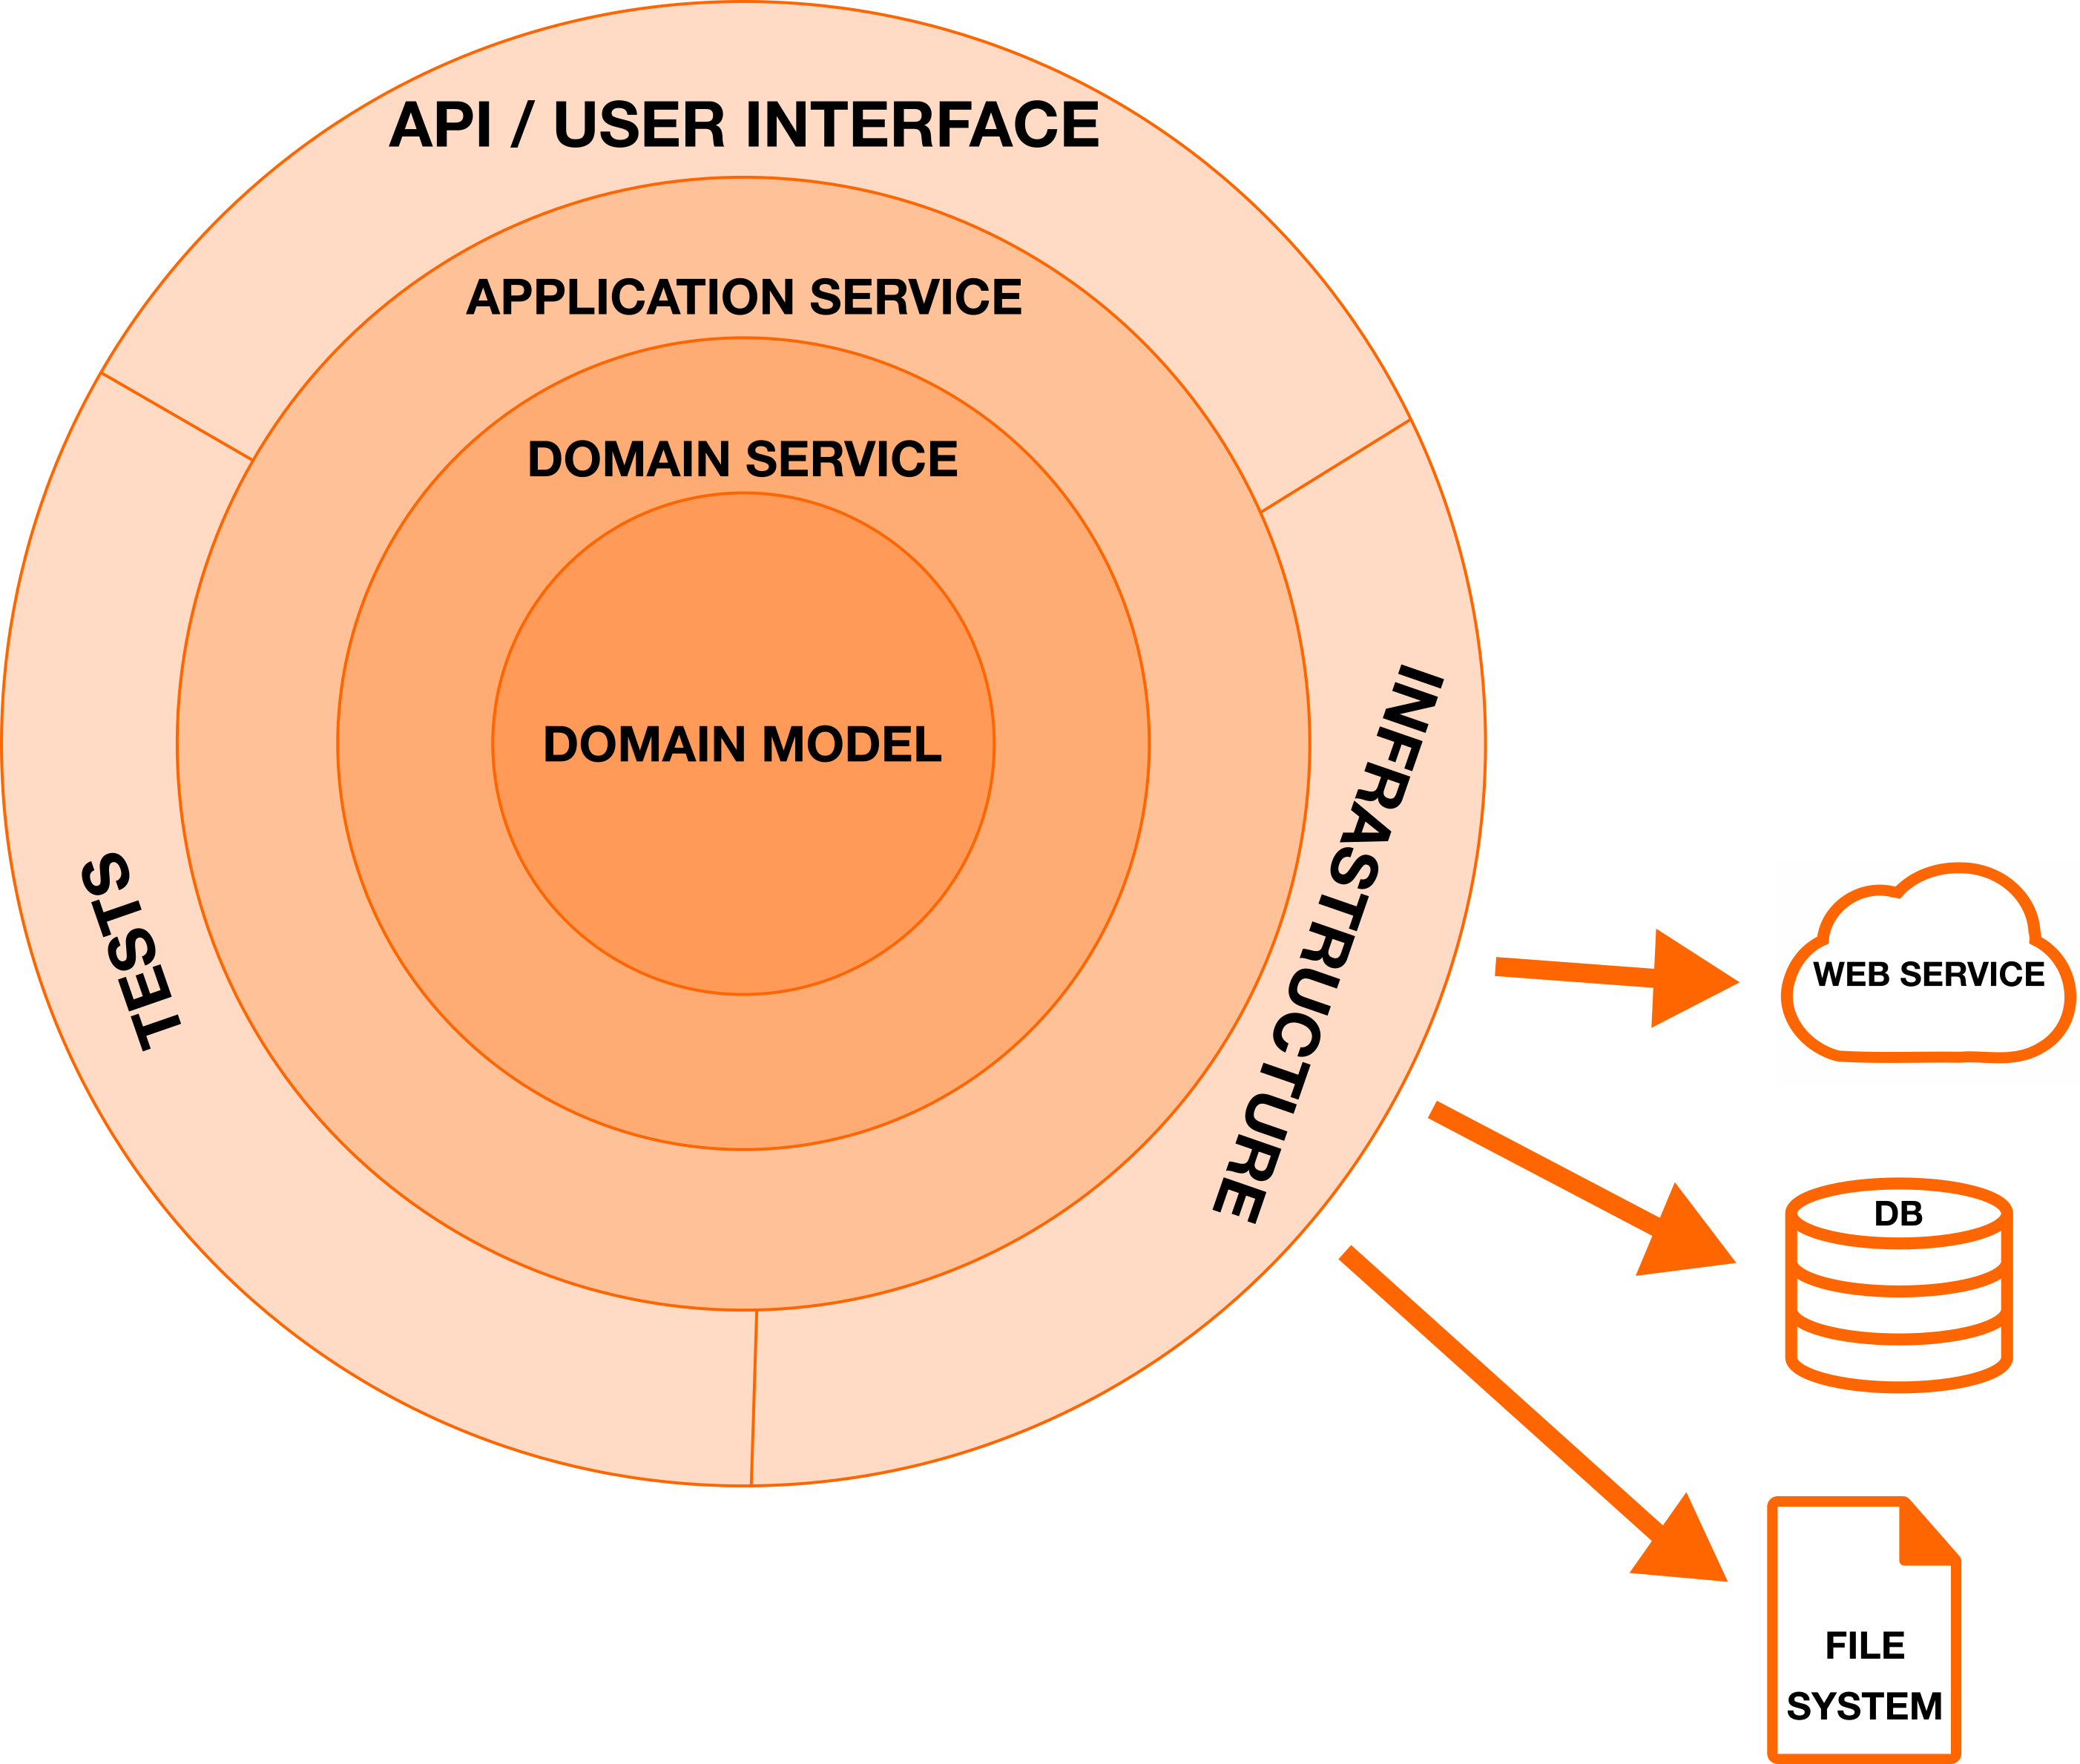 API / USER INTERFACE
APPLICATION SERVICE
DOMAIN SERVICE
DOMAIN MODEL
TESTS
INFRASTRUCTURE
WEB SERVICE
DB
FILE
SYSTEM